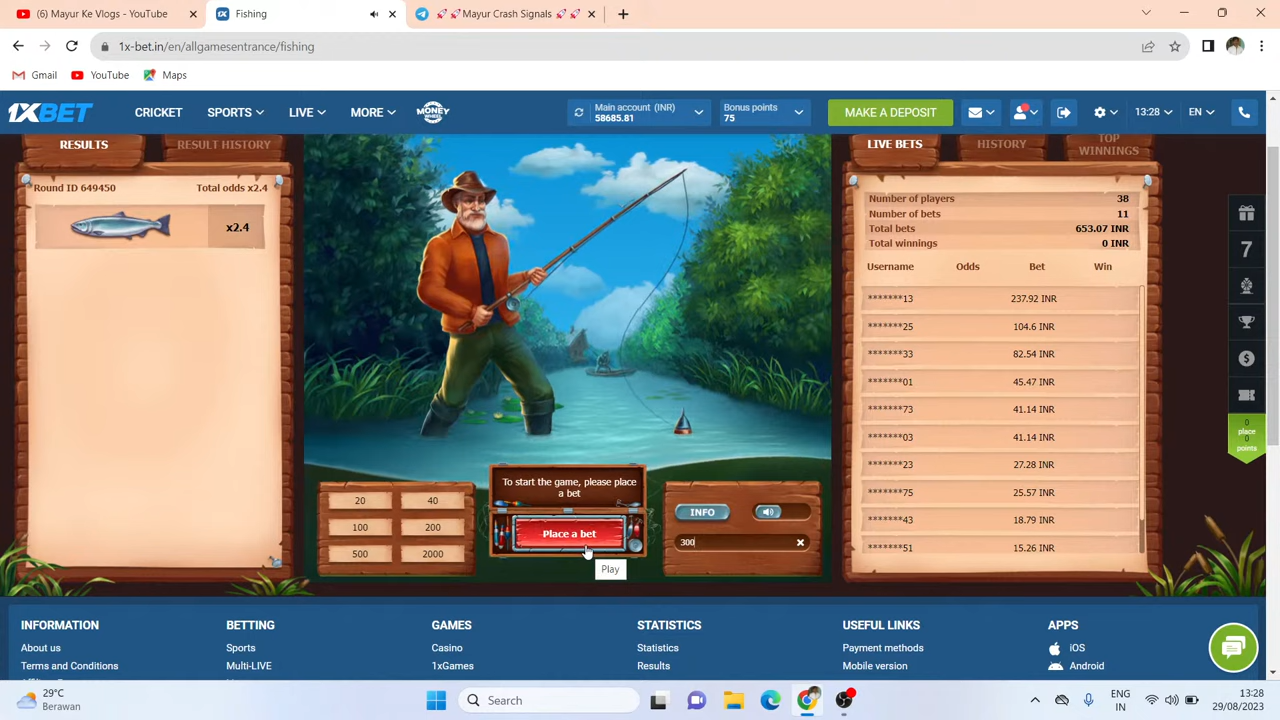 (6) Mayur Ke Vlogs - YouTube
Fishing
🚀🚀Mayur Crash Signals 🚀🚀
1x-bet.in/en/allgamesentrance/fishing
Gmail YouTube Maps
1XBET
CRICKET SPORTS LIVE MORE MONEY WHEEL
Main account (INR)
58685.81
Bonus points
75
MAKE A DEPOSIT
13:28 EN
RESULTS RESULT HISTORY
Round ID 649450 Total odds x2.4
x2.4
To start the game, please place
a bet
Place a bet
Play
20 40
100 200
500 2000
INFO
300
LIVE BETS HISTORY TOP
WINNINGS
Number of players 38
Number of bets 11
Total bets 653.07 INR
Total winnings 0 INR
Username Odds Bet Win
*******13 237.92 INR
*******25 104.6 INR
*******33 82.54 INR
*******01 45.47 INR
*******73 41.14 INR
*******03 41.14 INR
*******23 27.28 INR
*******75 25.57 INR
*******43 18.79 INR
*******51 15.26 INR
7
0
place
0
points
INFORMATION BETTING GAMES STATISTICS USEFUL LINKS APPS
About us Sports Casino Statistics Payment methods iOS
Terms and Conditions Multi-LIVE 1xGames Results Mobile version Android
29°C
Berawan
Search
ENG
IN
13:28
29/08/2023